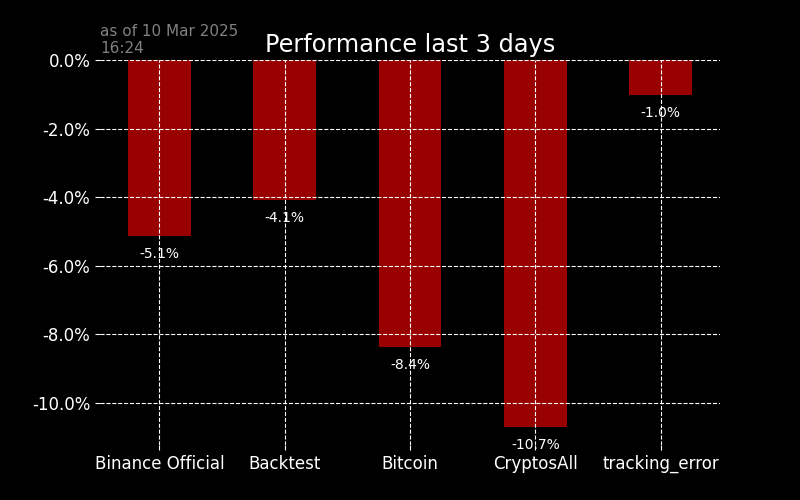 as of 10 Mar 2025
16:24
Performance last 3 days
0.0%
-2.0%
-4.0%
-6.0%
-8.0%
-10.0%
-5.1%
-4.1%
-8.4%
-10.7%
-1.0%
Binance Official
Backtest
Bitcoin
CryptosAll
tracking_error